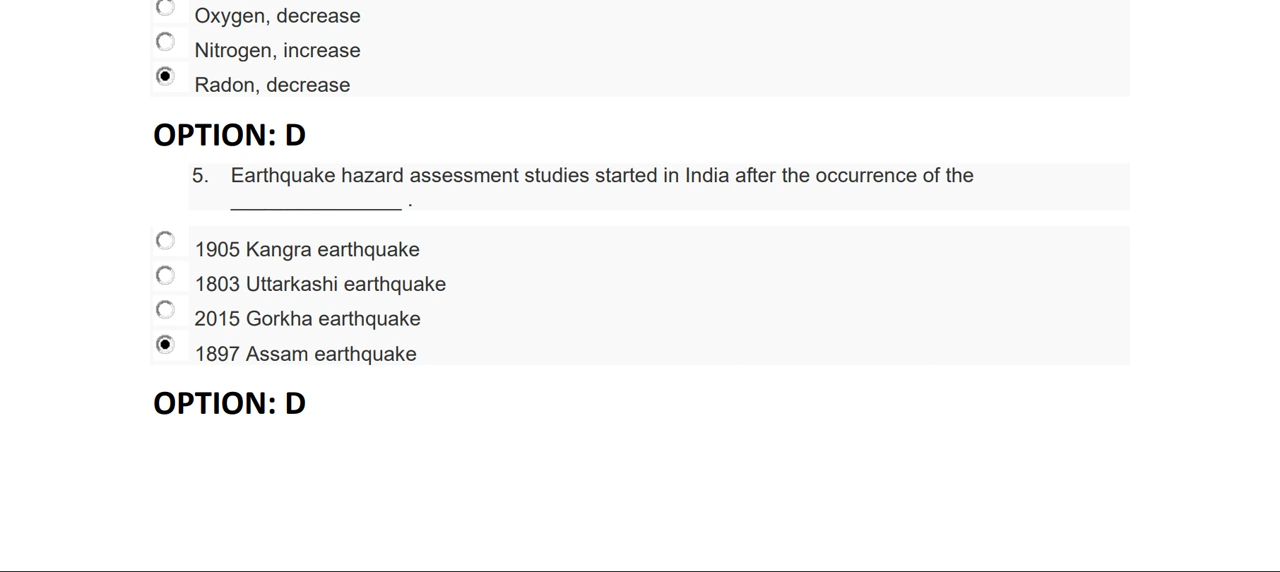 Oxygen, decrease
Nitrogen, increase
Radon, decrease
OPTION: D
5. Earthquake hazard assessment studies started in India after the occurrence of the
________________ .
1905 Kangra earthquake
1803 Uttarkashi earthquake
2015 Gorkha earthquake
1897 Assam earthquake
OPTION: D